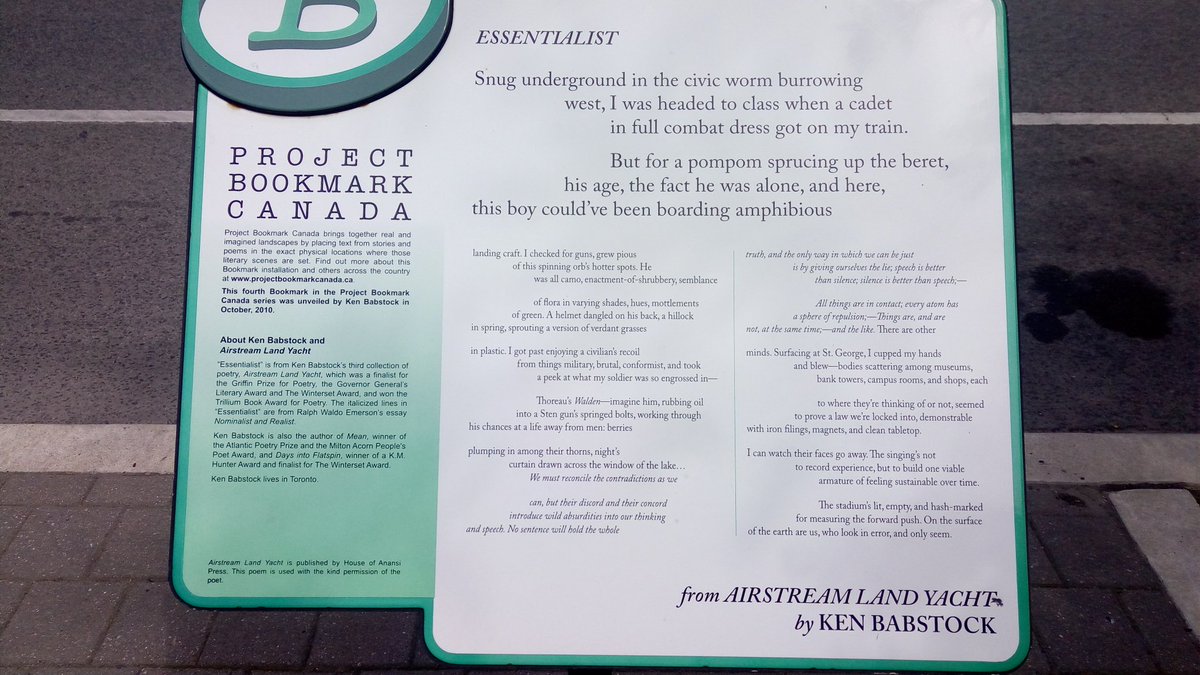 B
PROJECT
BOOKMARK
CANADA
Project Bookmark Canada brings together real and
imagined landscapes by placing text from stories and
poems in the exact physical locations where those
literary scenes are set. Find out more about this
Bookmark installation and others across the country
at www.projectbookmarkcanada.ca
This fourth Bookmark in the Project Bookmark
Canada series was unveiled by Ken Babstock in
October, 2010.
About Ken Babstock and
Airstream Land Yacht
"Essentialist" is from Ken Babstock's third collection of
poetry, Airstream Land Yacht, which was a finalist for
the Griffin Prize for Poetry, the Governor General's
Literary Award and The Winterset Award, and won the
Trillium Book Award for Poetry. The italicized lines in
"Essentialist" are from Ralph Waldo Emerson's essay
Nominalist and Realist.
Ken Babstock is also the author of Mean, winner of
the Atlantic Poetry Prize and the Milton Acorn People's
Poet Award, and Days into Flatspin, winner of a K.M.
Hunter Award and finalist for The Winterset Award.
Ken Babstock lives in Toronto.
Airstream Land Yacht is published by House of Anansi
Press. This poem is used with the kind permission of the
poet.
ESSENTIALIST
Snug underground in the civic worm burrowing
west, I was headed to class when a cadet
in full combat dress got on my train.
But for a pompom sprucing up the beret,
his age, the fact he was alone, and here,
this boy could've been boarding amphibious
landing craft. I checked for guns, grew pious
of this spinning orb's hotter spots. He
was all camo, enactment-of-shrubbery, semblance
of flora in varying shades, hues, mottlements
of green. A helmet dangled on his back, a hillock
in spring, sprouting a version of verdant grasses
in plastic. I got past enjoying a civilian's recoil
from things military, brutal, conformist, and took
a peek at what my soldier was so engrossed in—
Thoreau's Walden—imagine him, rubbing oil
into a Sten gun's springed bolts, working through
his chances at a life away from men: berries
plumping in among their thorns, night's
curtain drawn across the window of the lake…
We must reconcile the contradictions as we
can, but their discord and their concord
introduce wild absurdities into our thinking
and speech. No sentence will hold the whole
truth, and the only way in which we can be just
is by giving ourselves the lie; speech is better
than silence; silence is better than speech;—
All things are in contact; every atom has
a sphere of repulsion;—Things are, and are
not, at the same time;—and the like. There are other
minds. Surfacing at St. George, I cupped my hands
and blew—bodies scattering among museums,
bank towers, campus rooms, and shops, each
to where they're thinking of or not, seemed
to prove a law we're locked into, demonstrable
with iron filings, magnets, and clean tabletop.
I can watch their faces go away. The singing's not
to record experience, but to build one viable
armature of feeling sustainable over time.
The stadium's lit, empty, and hash-marked
for measuring the forward push. On the surface
of the earth are us, who look in error, and only seem.
from AIRSTREAM LAND YACHT
by KEN BABSTOCK